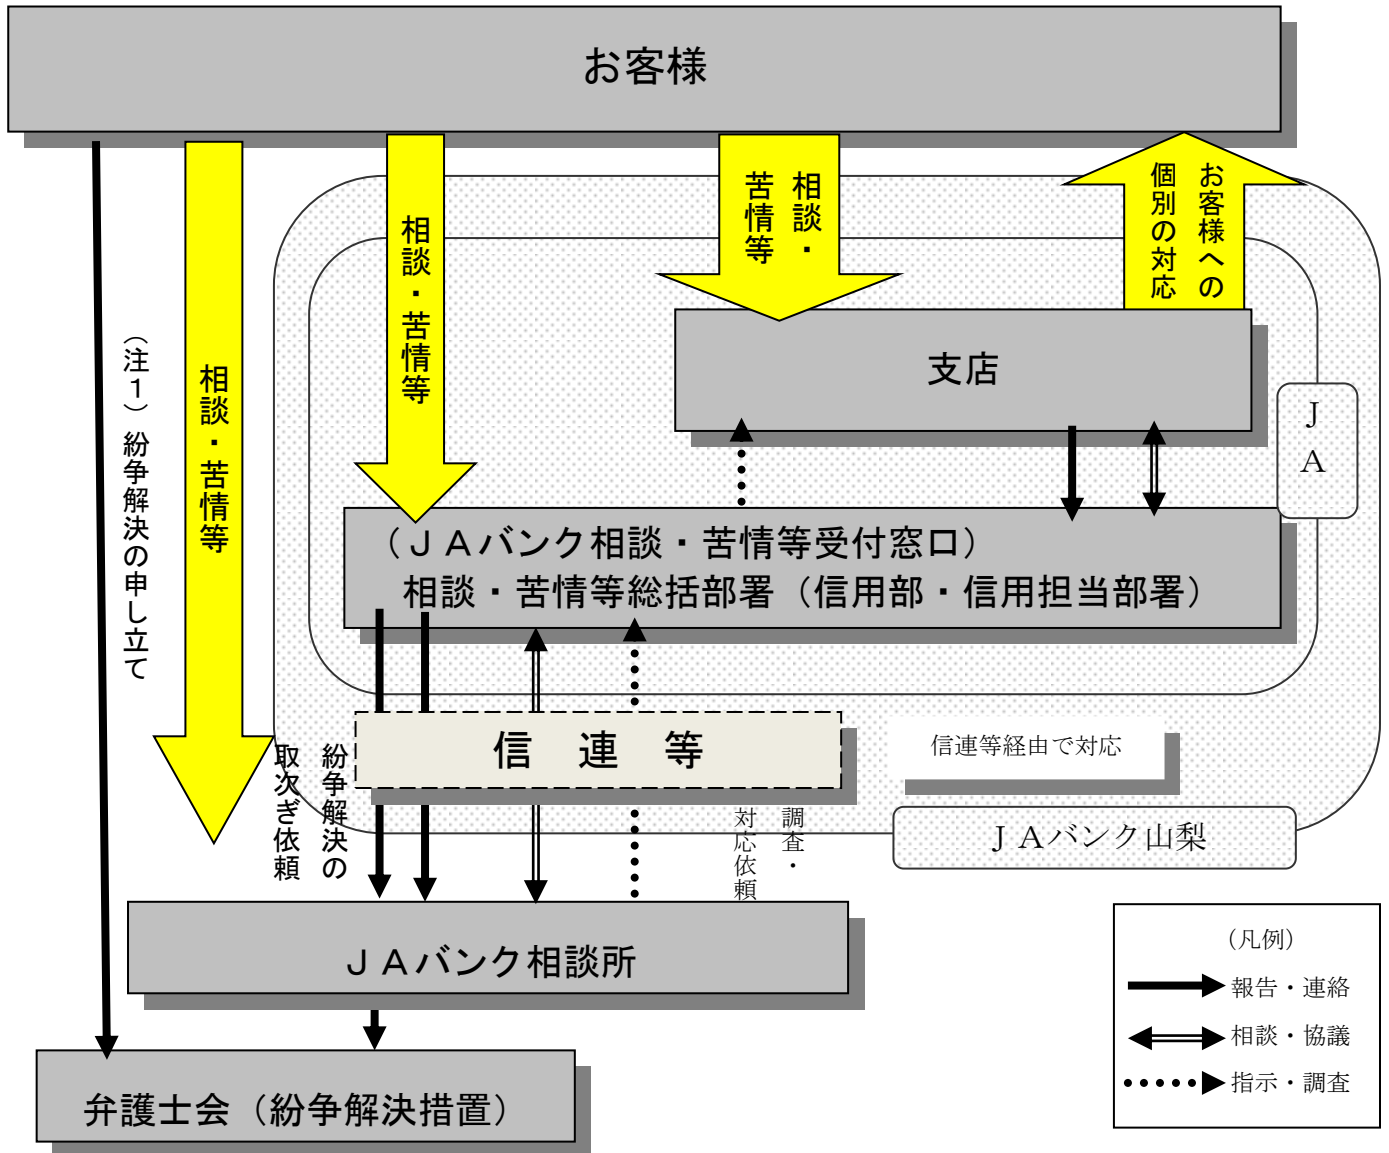 お客様
(注1)紛争解決の申し立て
相談・苦情等
相談・苦情等
相談・
苦情等
お客様への
個別の対応
支店
JA
(JAバンク相談・苦情等受付窓口)
相談・苦情等総括部署(信用部・信用担当部署)
信連等
信連等経由で対応
紛争解決の
取次ぎ依頼
調査・
対応依頼
JAバンク山梨
JAバンク相談所
弁護士会(紛争解決措置)
(凡例)
報告・連絡
相談・協議
指示・調査